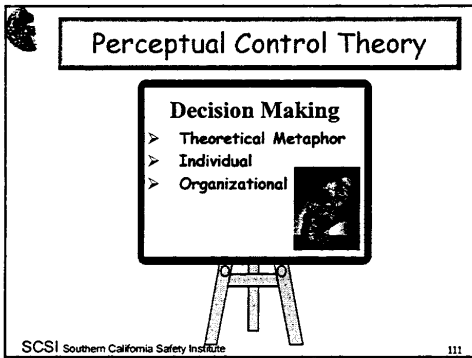 Perceptual Control Theory
Decision Making
➢ Theoretical Metaphor
➢ Individual
➢ Organizational
SCSI Southern California Safety Institute
111